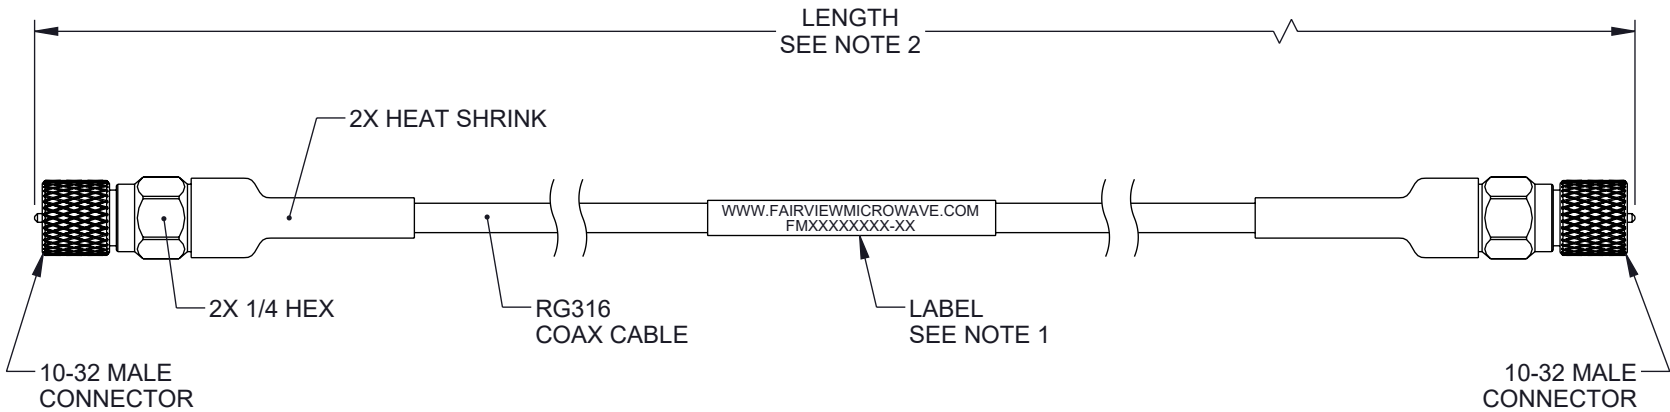 LENGTH
SEE NOTE 2
2X HEAT SHRINK
WWW.FAIRVIEWMICROWAVE.COM
FMXXXXXXXX-XX
2X 1/4 HEX
RG316
COAX CABLE
LABEL
SEE NOTE 1
10-32 MALE
CONNECTOR
10-32 MALE
CONNECTOR